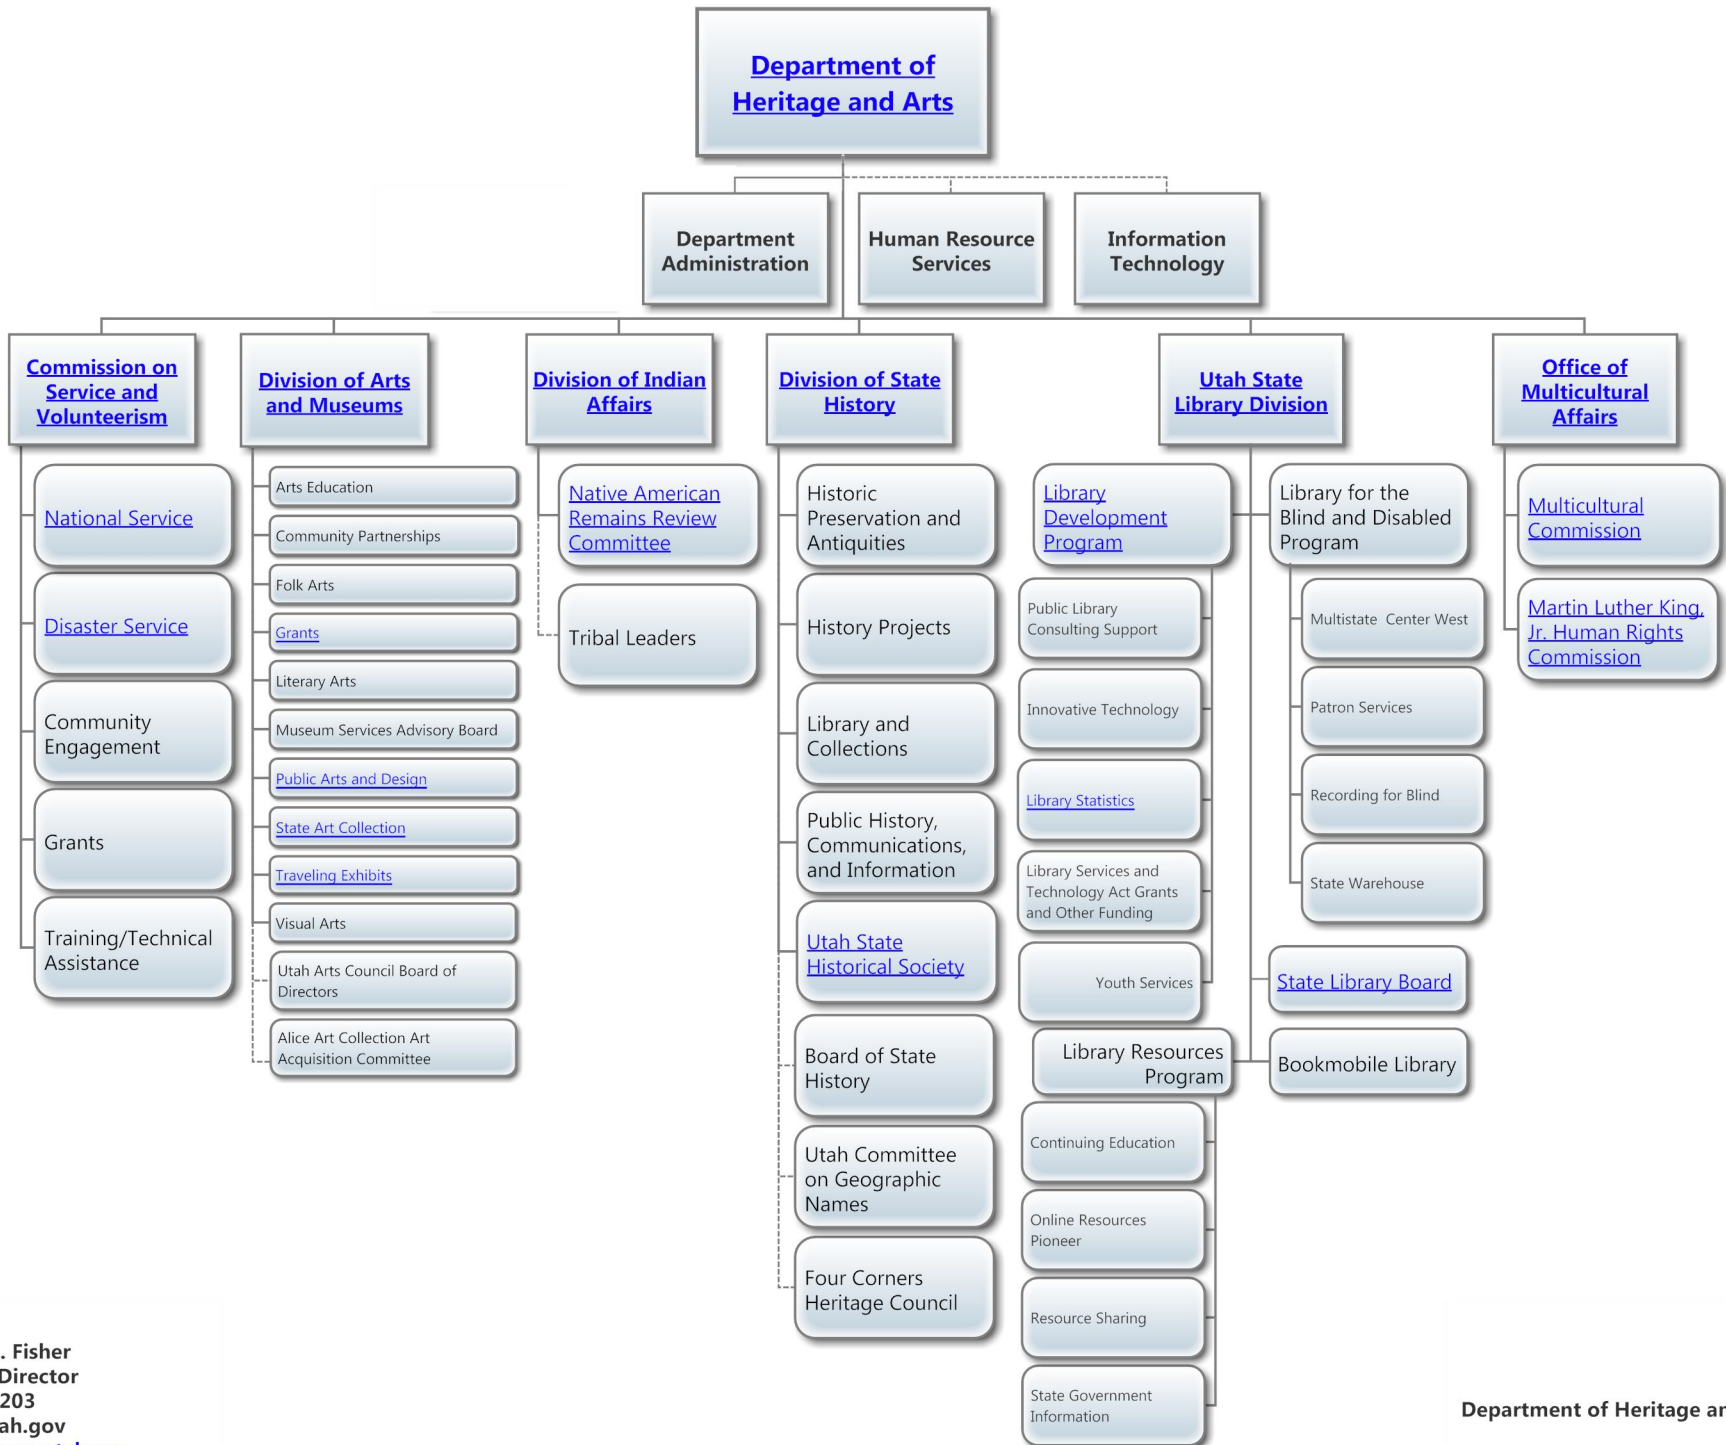 Department of
Heritage and Arts
Department
Administration
Human Resource
Services
Information
Technology
Commission on
Service and
Volunteerism
National Service
Disaster Service
Community
Engagement
Grants
Training/Technical
Assistance
Division of Arts
and Museums
Arts Education
Community Partnerships
Folk Arts
Grants
Literary Arts
Museum Services Advisory Board
Public Arts and Design
State Art Collection
Traveling Exhibits
Visual Arts
Utah Arts Council Board of
Directors
Alice Art Collection Art
Acquisition Committee
Division of Indian
Affairs
Native American
Remains Review
Committee
Tribal Leaders
Division of State
History
Historic
Preservation and
Antiquities
History Projects
Library and
Collections
Public History,
Communications,
and Information
Utah State
Historical Society
Board of State
History
Utah Committee
on Geographic
Names
Four Corners
Heritage Council
Utah State
Library Division
Library
Development
Program
Public Library
Consulting Support
Innovative Technology
Library Statistics
Library Services and
Technology Act Grants
and Other Funding
Youth Services
Library Resources
Program
Continuing Education
Online Resources
Pioneer
Resource Sharing
State Government
Information
Library for the
Blind and Disabled
Program
Multistate  Center West
Patron Services
Recording for Blind
State Warehouse
State Library Board
Bookmobile Library
Office of
Multicultural
Affairs
Multicultural
Commission
Martin Luther King,
Jr. Human Rights
Commission
. Fisher
Director
203
ah.gov
Department of Heritage an